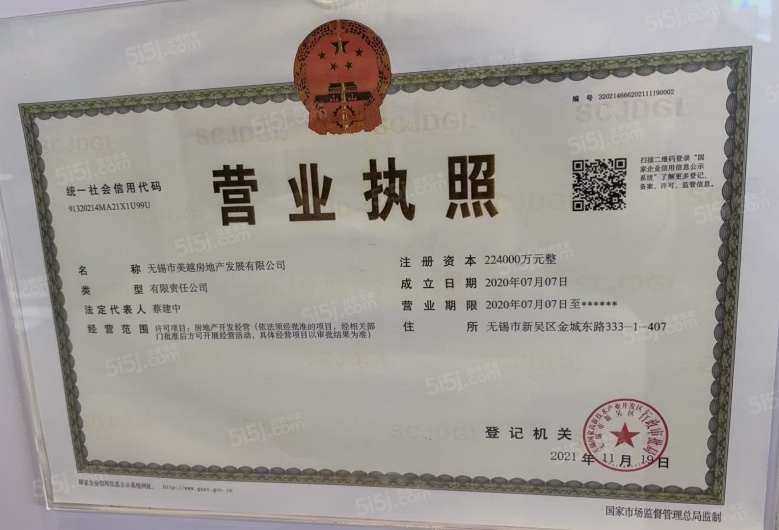 编 号 320214666202111190002
统一社会信用代码
91320214MA21X1U99U
营业执照
扫描二维码登录“国
家企业信用信息公示
系统”了解更多登记、
备案、许可、监管信息。
名 称 无锡市美越房地产发展有限公司
类 型 有限责任公司
法定代表人 蔡建中
经营范围 许可项目：房地产开发经营（依法须经批准的项目，经相关部
门批准后方可开展经营活动，具体经营项目以审批结果为准）
注册资本 224000万元整
成立日期 2020年07月07日
营业期限 2020年07月07日至******
住 所 无锡市新吴区金城东路333-1-407
登记机关
2021 年 11 月 19 日
国家企业信用信息公示系统网址： http://www.gsxt.gov.cn
国家市场监督管理总局监制
SCJDGL
SCJDGL
5i5j.com